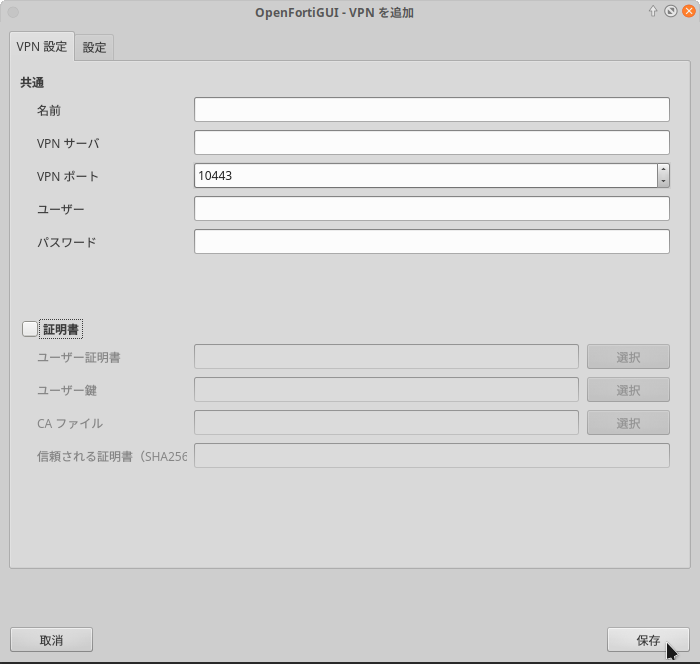 OpenFortiGUI - VPN を追加
VPN 設定
設定
共通
名前
VPN サーバ
VPN ポート
10443
ユーザー
パスワード
証明書
ユーザー証明書
選択
ユーザー鍵
選択
CA ファイル
選択
信頼される証明書（SHA256
取消
保存